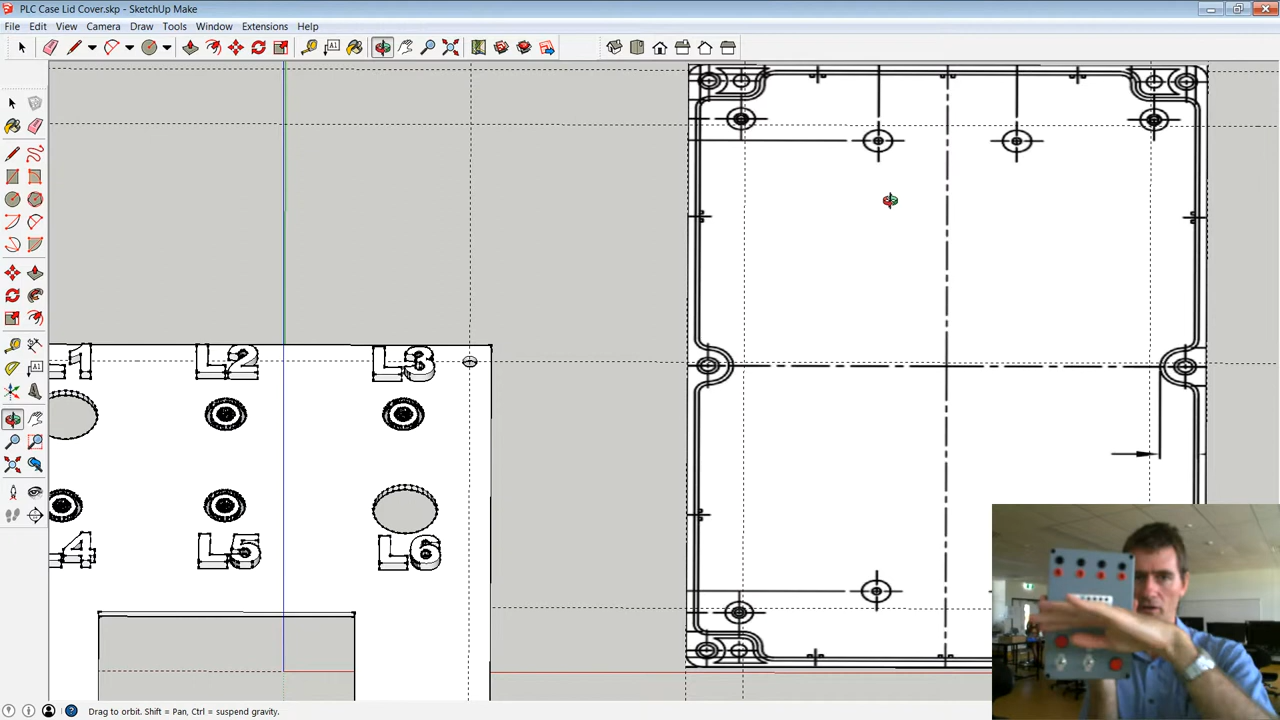 PLC Case Lid Cover.skp - SketchUp Make
File Edit View Camera Draw Tools Window Extensions Help
L2 L3
L5 L6
Drag to orbit. Shift = Pan, Ctrl = suspend gravity.